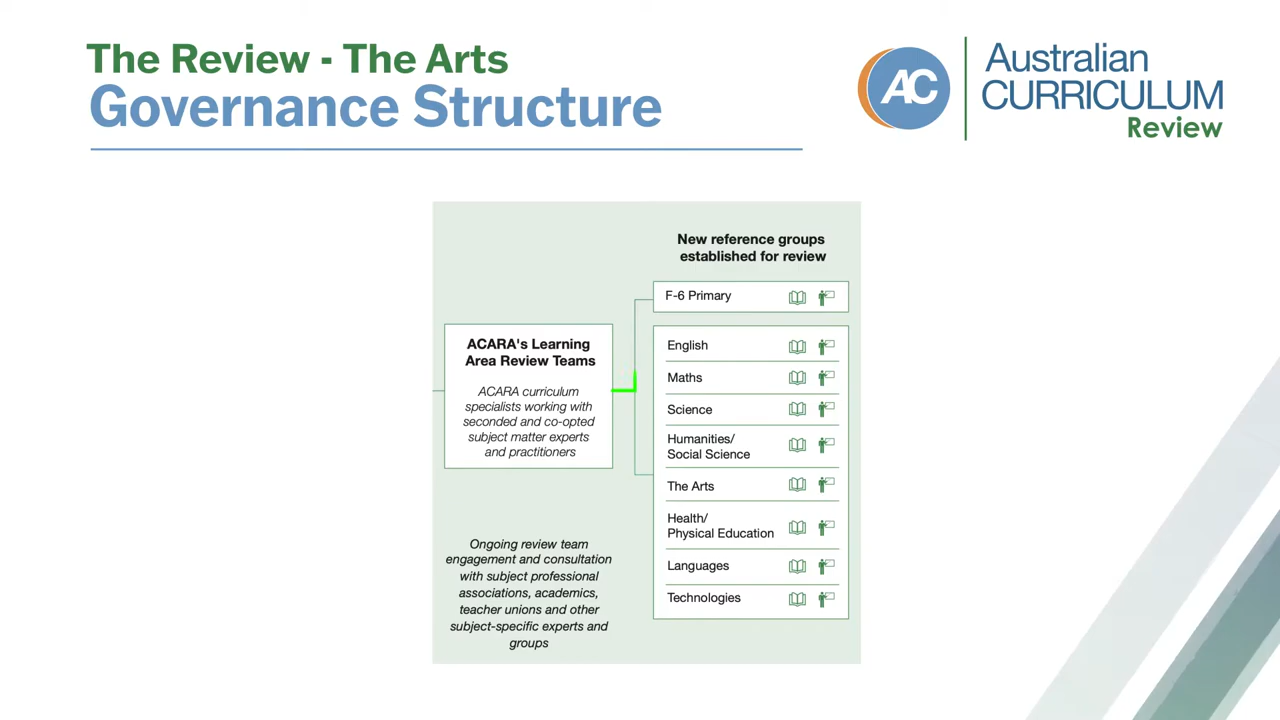 The Review - The Arts
Governance Structure
AC
Australian
CURRICULUM
Review
New reference groups
established for review
F-6 Primary
ACARA's Learning
Area Review Teams
ACARA curriculum
specialists working with
seconded and co-opted
subject matter experts
and practitioners
English
Maths
Science
Humanities/
Social Science
The Arts
Health/
Physical Education
Languages
Technologies
Ongoing review team
engagement and consultation
with subject professional
associations, academics,
teacher unions and other
subject-specific experts and
groups